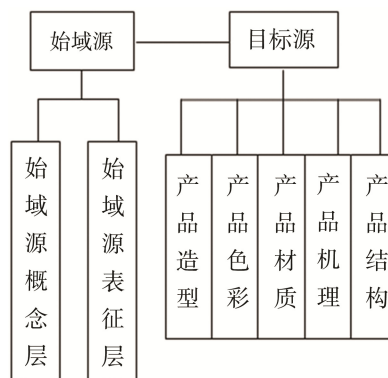 始域源
目标源
始域源概念层
始域源表征层
产品造型
产品色彩
产品材质
产品机理
产品结构